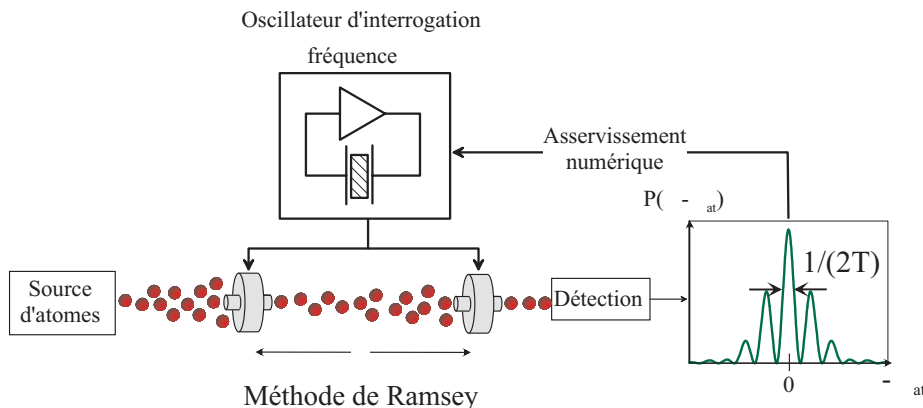 Oscillateur d'interrogation
fréquence
Asservissement
numérique
P( - at)
1/(2T)
Source
d'atomes
Détection
0
- at
Méthode de Ramsey